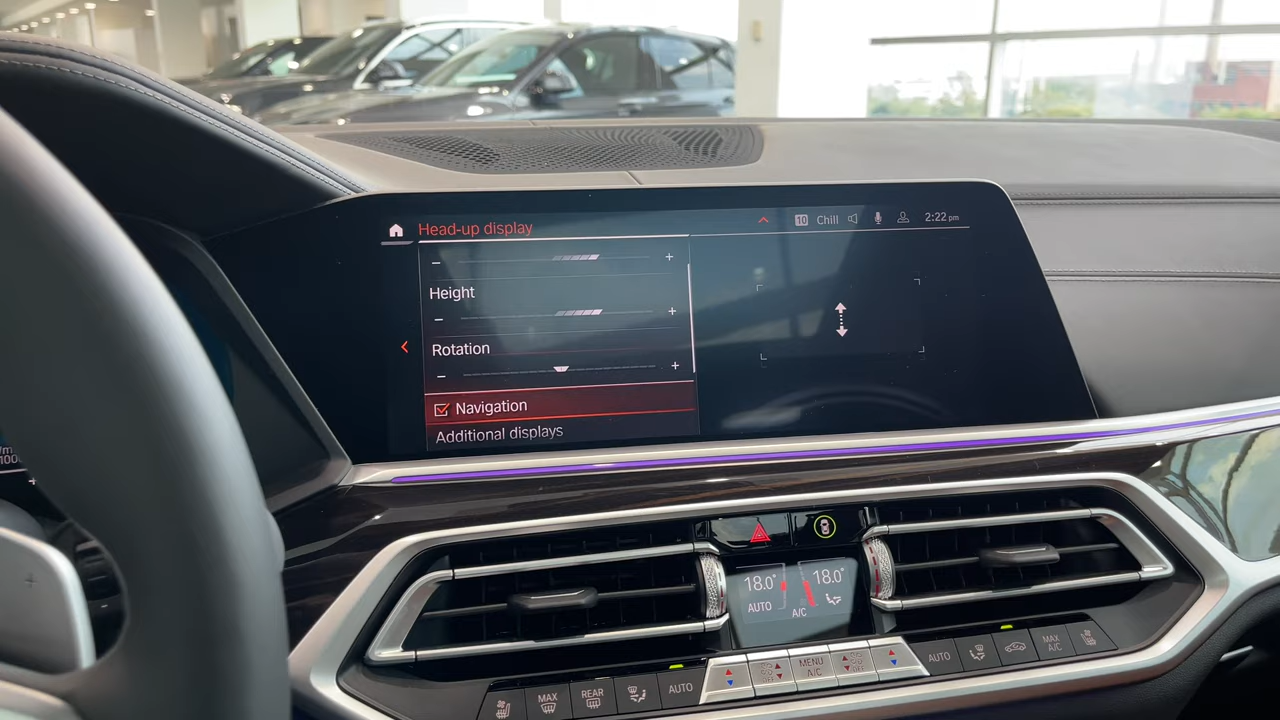 Head-up display
10 Chill 2:22 pm
− +
Height
− +
Rotation
− +
Navigation
Additional displays
18.0° 18.0°
AUTO A/C
MAX REAR AUTO MENU A/C OFF AUTO MAX A/C